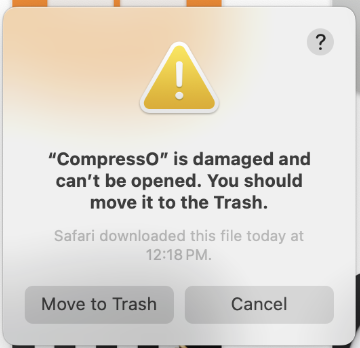 ?
“CompressO” is damaged and
can’t be opened. You should
move it to the Trash.
Safari downloaded this file today at
12:18 PM.
Move to Trash
Cancel